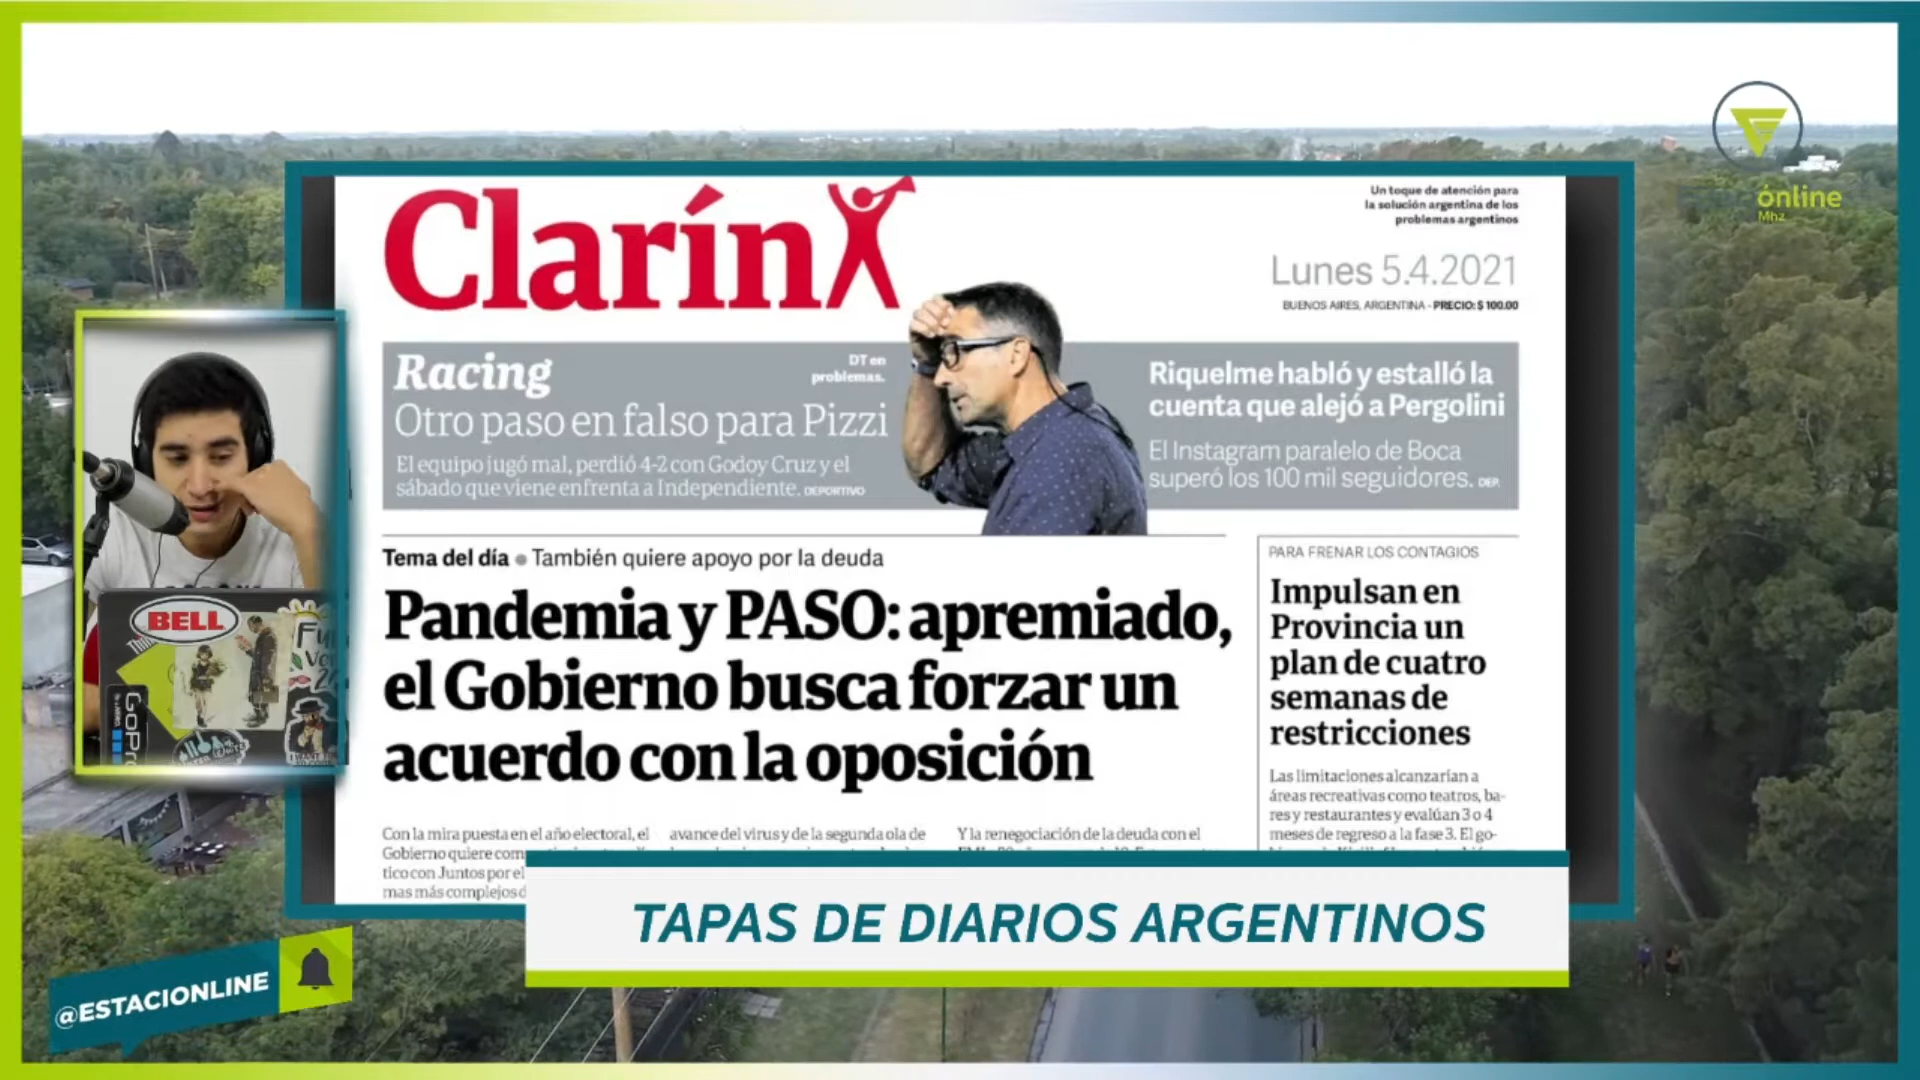 Clarín
Un toque de atención para
la solución argentina de los
problemas argentinos
Lunes 5.4.2021
BUENOS AIRES, ARGENTINA - PRECIO: $ 100.00
Racing
DT en
problemas.
Otro paso en falso para Pizzi
El equipo jugó mal, perdió 4-2 con Godoy Cruz y el
sábado que viene enfrenta a Independiente. DEPORTIVO
Riquelme habló y estalló la
cuenta que alejó a Pergolini
El Instagram paralelo de Boca
superó los 100 mil seguidores. DEP.
Tema del día • También quiere apoyo por la deuda
Pandemia y PASO: apremiado,
el Gobierno busca forzar un
acuerdo con la oposición
Con la mira puesta en el año electoral, el
Gobierno quiere
tico con Juntos por el
mas más complejos
avance del virus y de la segunda ola de
Y la renegociación de la deuda con el
PARA FRENAR LOS CONTAGIOS
Impulsan en
Provincia un
plan de cuatro
semanas de
restricciones
Las limitaciones alcanzarían a
áreas recreativas como teatros, ba-
res y restaurantes y evalúan 3 o 4
meses de regreso a la fase 3. El go-
ónline
Mhz
BELL
GoPro
TAPAS DE DIARIOS ARGENTINOS
@ESTACIONLINE